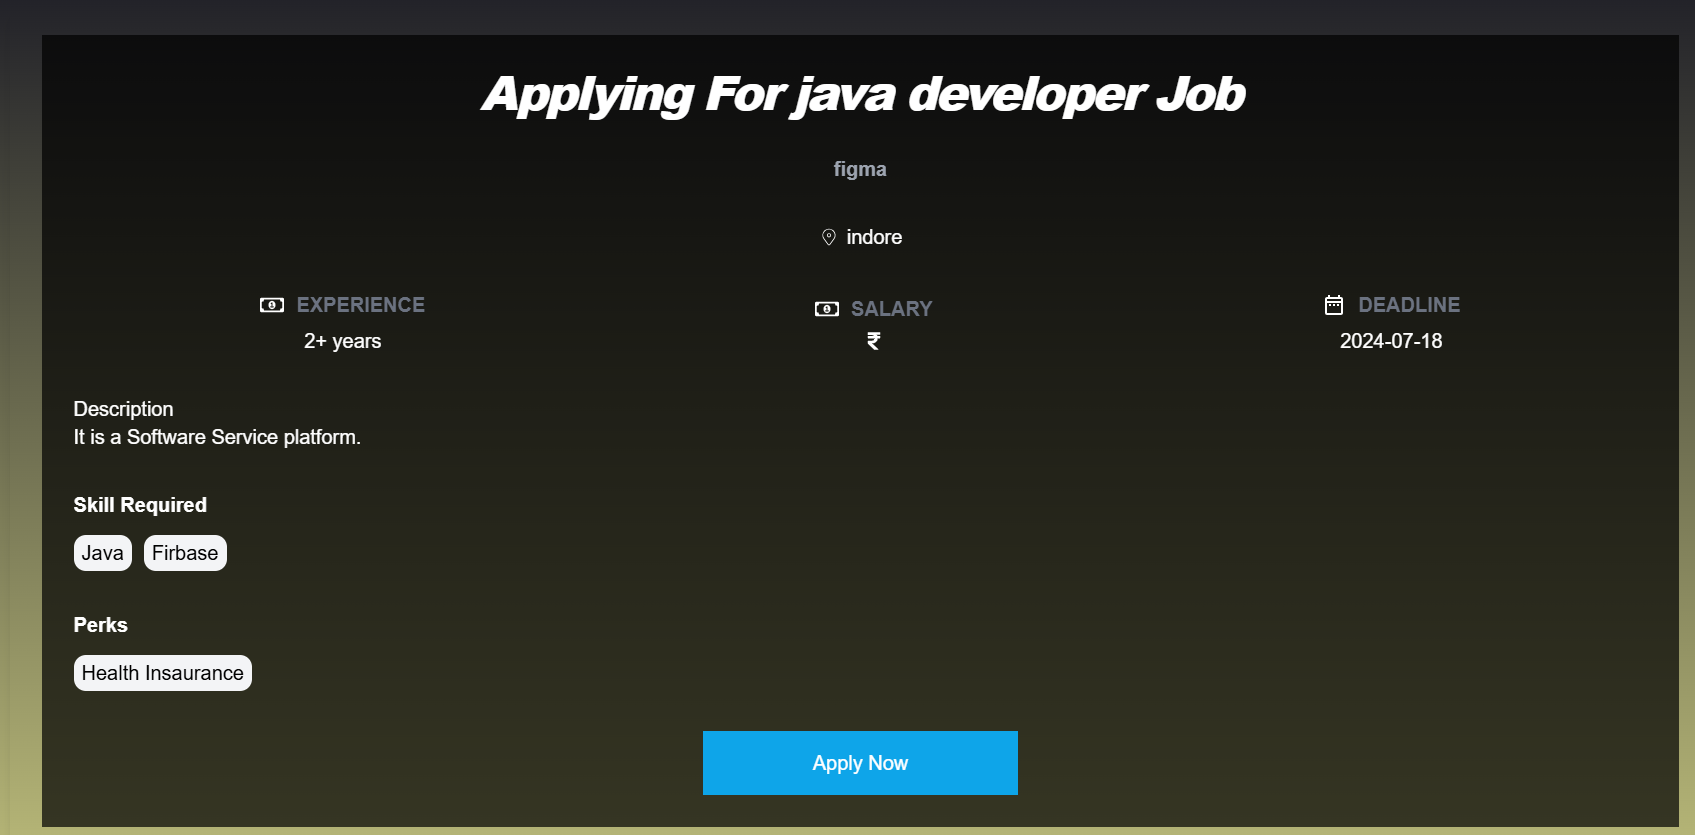 Applying For java developer Job
figma
indore
EXPERIENCE
2+ years
SALARY
₹
DEADLINE
2024-07-18
Description
It is a Software Service platform.
Skill Required
Java
Firbase
Perks
Health Insaurance
Apply Now